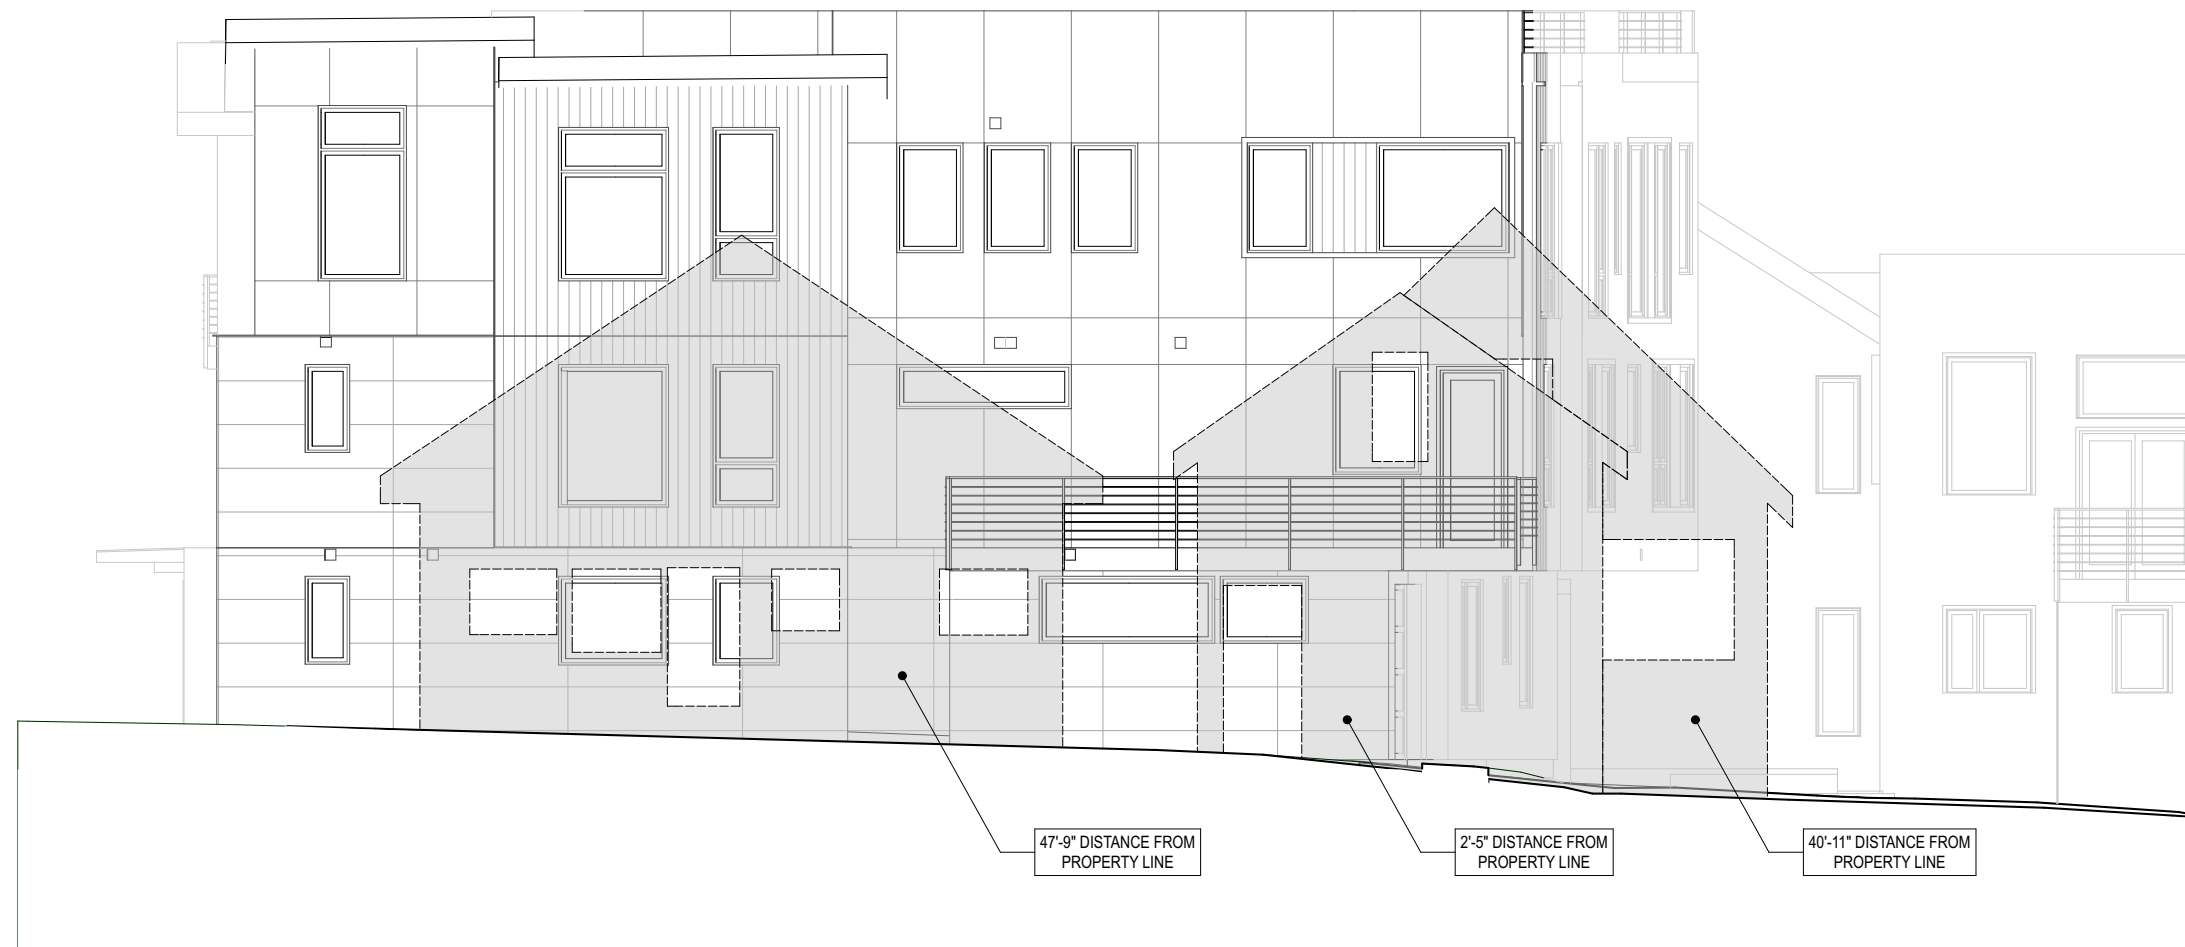 47'-9" DISTANCE FROM
PROPERTY LINE
2'-5" DISTANCE FROM
PROPERTY LINE
40'-11" DISTANCE FROM
PROPERTY LINE